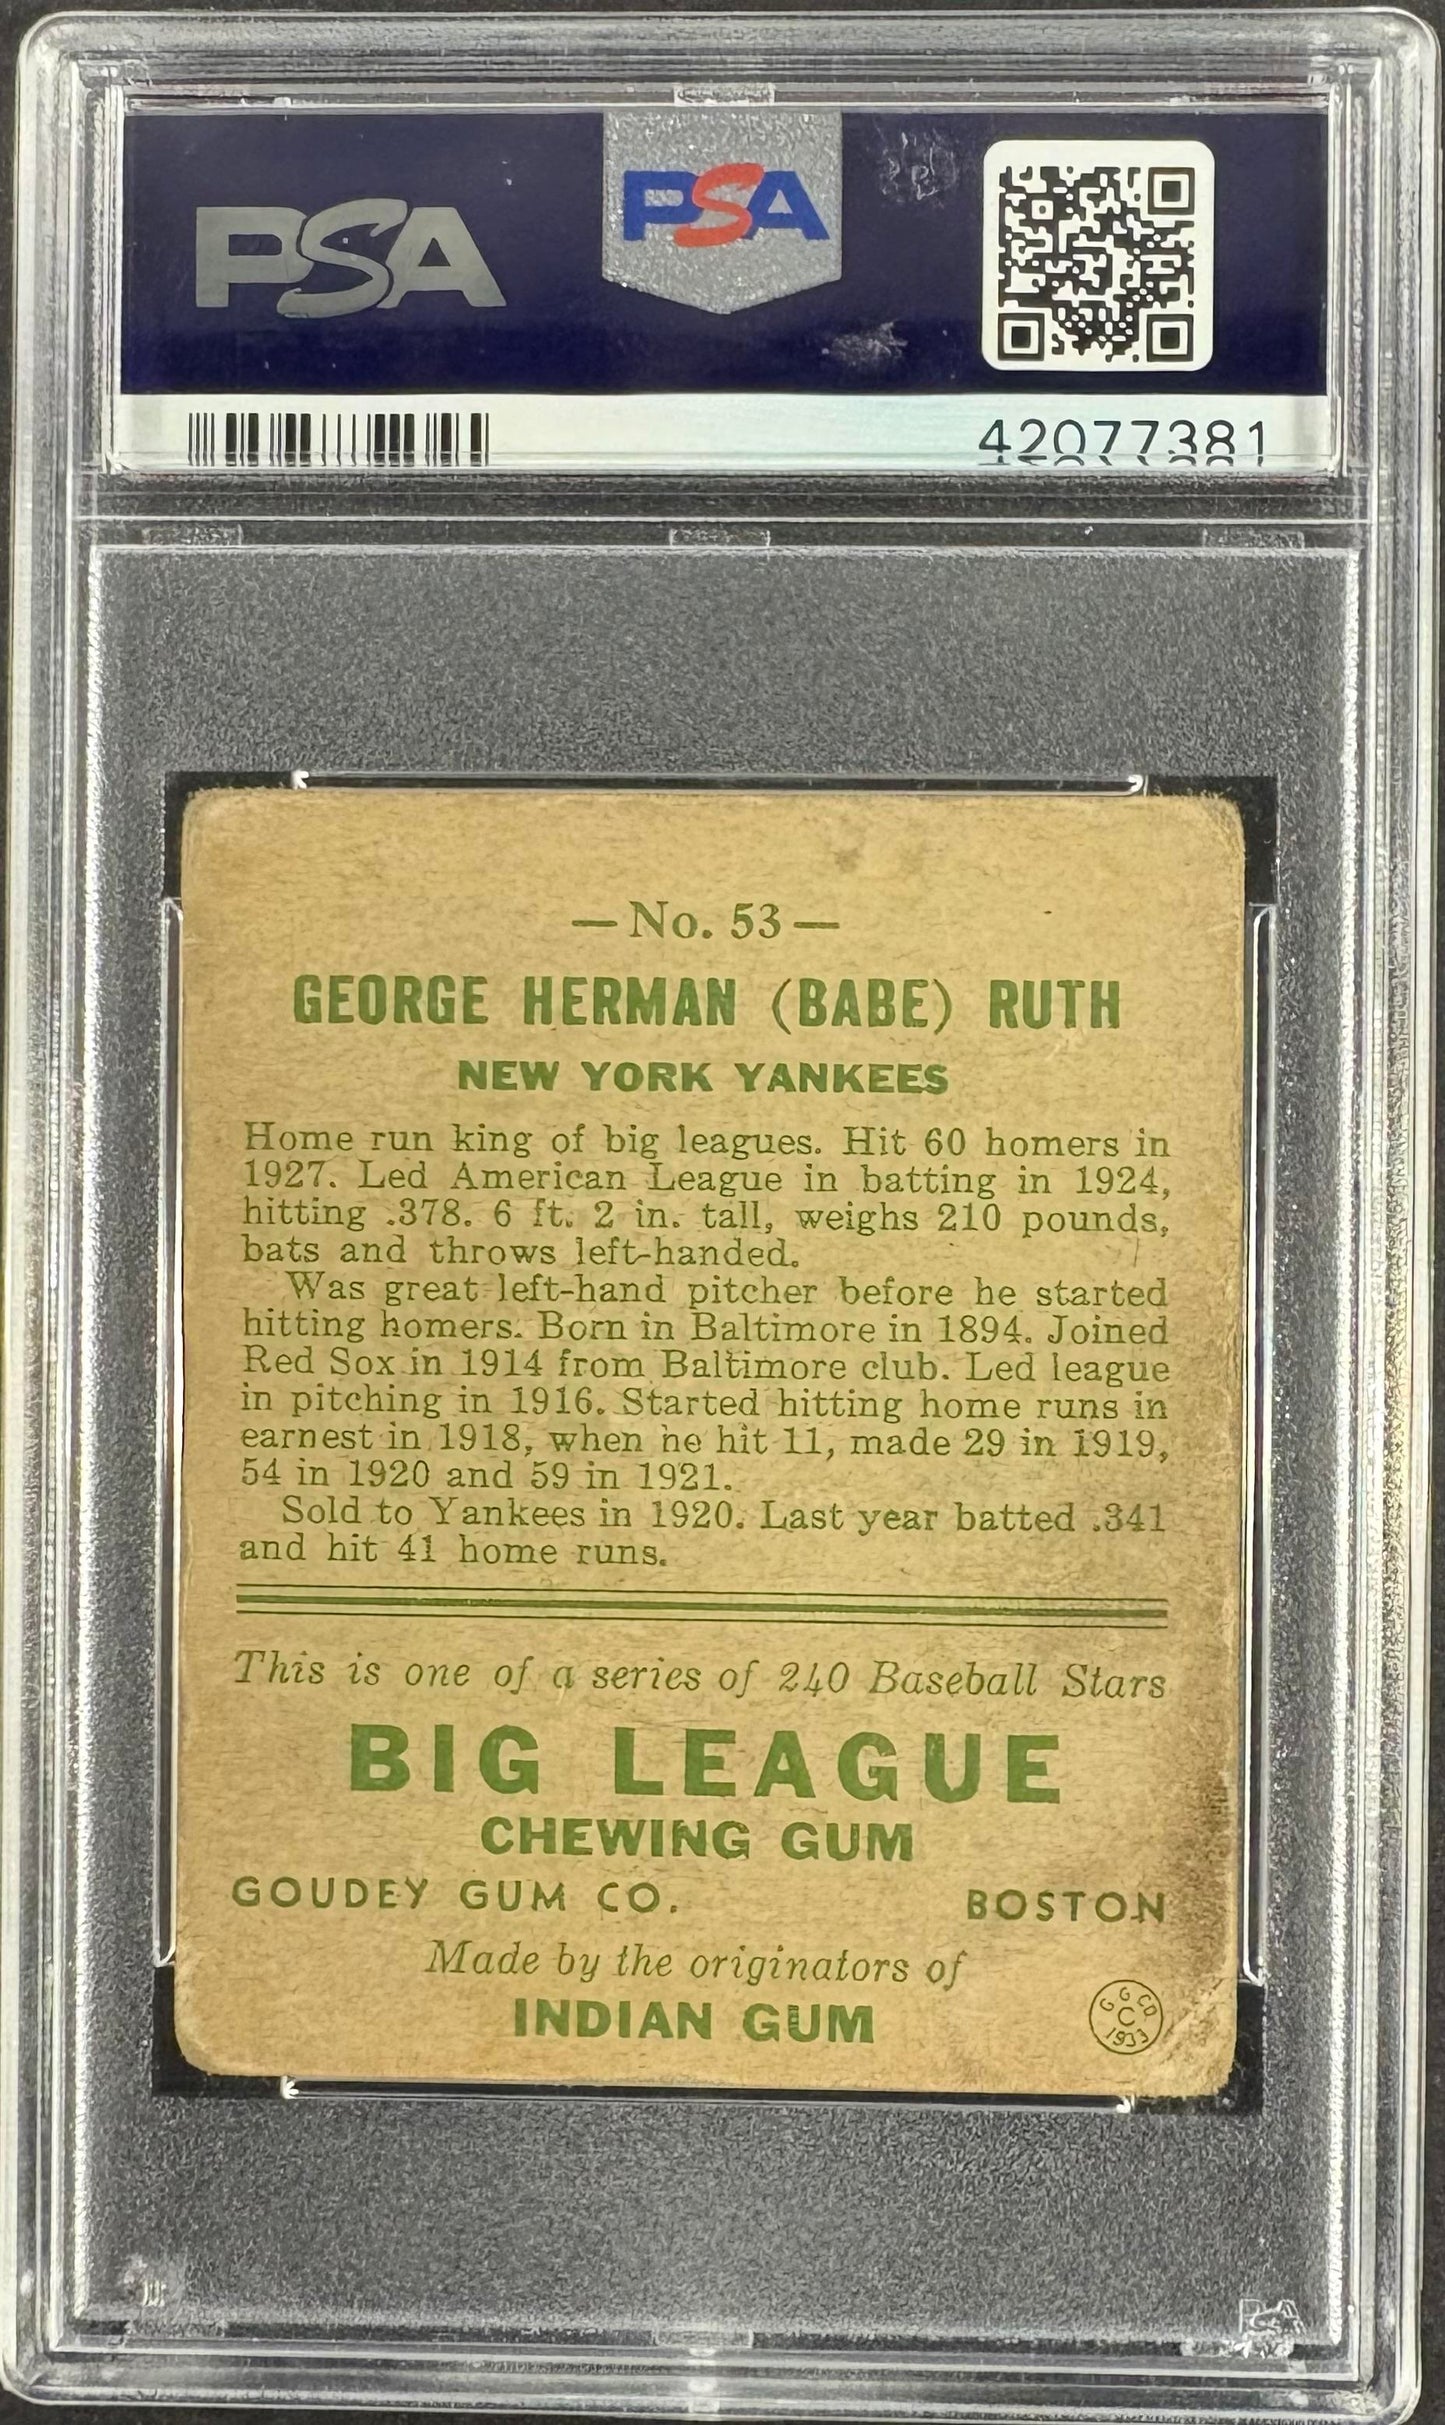 PSA
PSA
42077381
— No. 53 —
GEORGE HERMAN (BABE) RUTH
NEW YORK YANKEES
Home run king of big leagues. Hit 60 homers in
1927. Led American League in batting in 1924,
hitting .378. 6 ft. 2 in. tall, weighs 210 pounds,
bats and throws left-handed.
Was great left-hand pitcher before he started
hitting homers. Born in Baltimore in 1894. Joined
Red Sox in 1914 from Baltimore club. Led league
in pitching in 1916. Started hitting home runs in
earnest in 1918, when he hit 11, made 29 in 1919,
54 in 1920 and 59 in 1921.
Sold to Yankees in 1920. Last year batted .341
and hit 41 home runs.
This is one of a series of 240 Baseball Stars
BIG LEAGUE
CHEWING GUM
GOUDEY GUM CO. BOSTON
Made by the originators of
INDIAN GUM
G G CO
C
1933
PSA